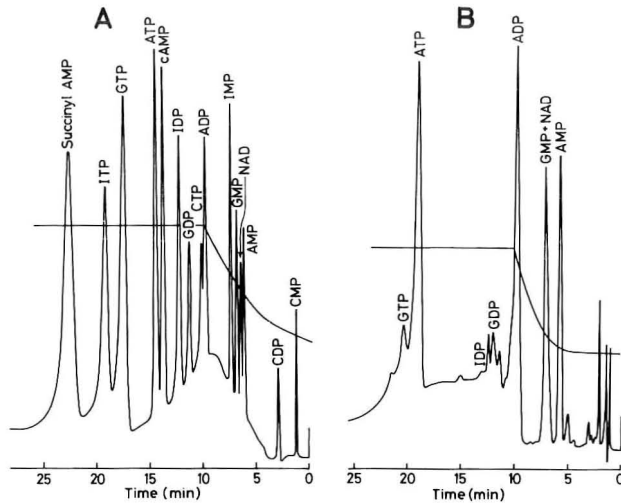 A
Succinyl AMP
ITP
GTP
ATP
cAMP
IDP
GDP
CTP
ADP
IMP
GMP
NAD
AMP
CDP
CMP
25 20 15 10 5 0
Time (min)
B
GTP
ATP
IDP
GDP
ADP
GMP+NAD
AMP
25 20 15 10 5 0
Time (min)